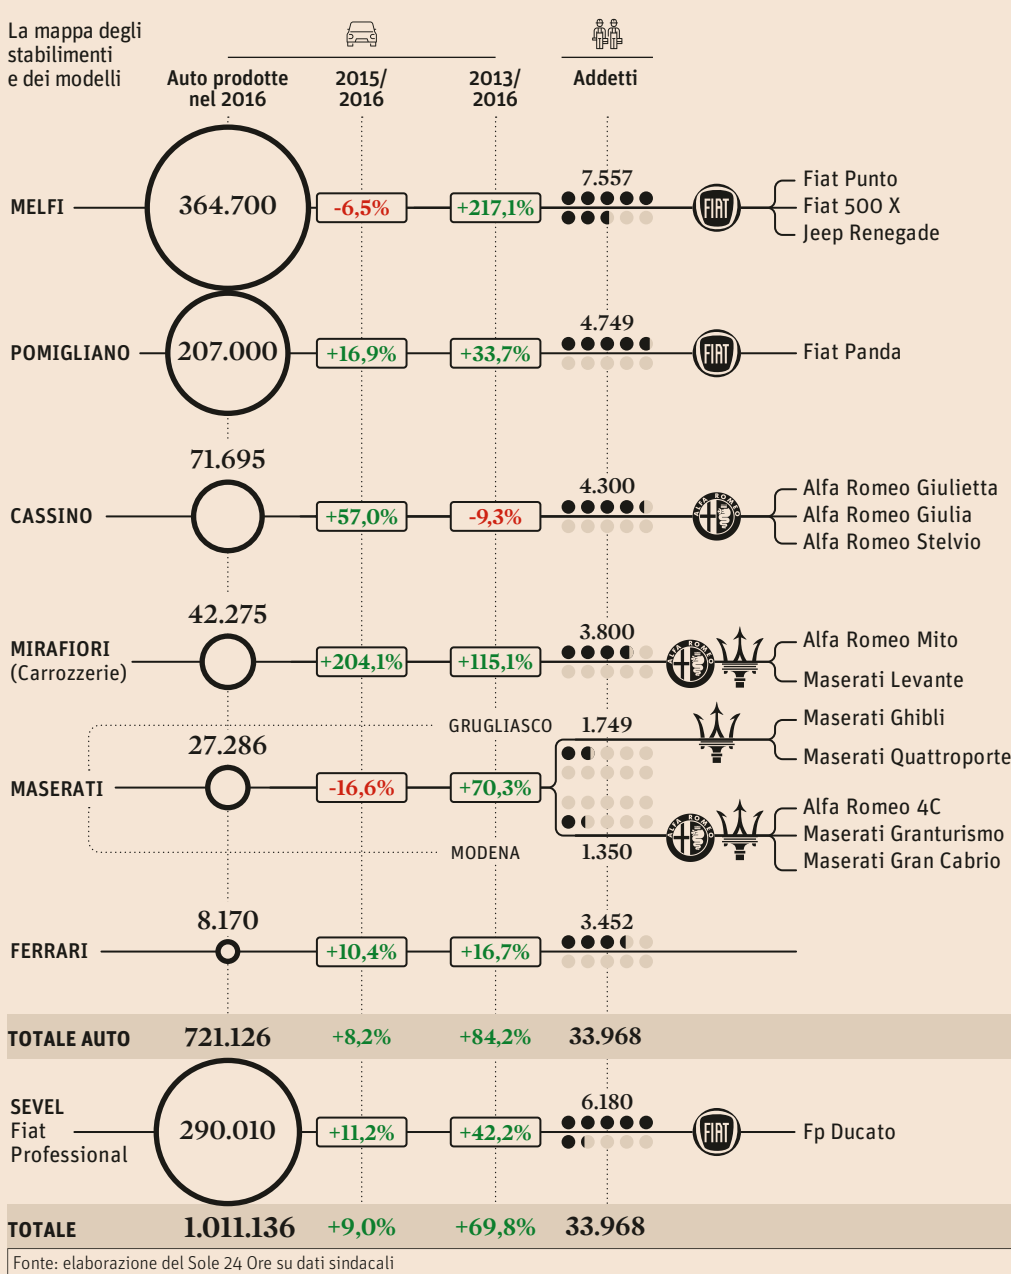 La mappa degli
stabilimenti
e dei modelli
Auto prodotte
nel 2016
2015/
2016
2013/
2016
Addetti
MELFI
364.700
-6,5%
+217,1%
7.557
FIAT
Fiat Punto
Fiat 500 X
Jeep Renegade
POMIGLIANO
207.000
+16,9%
+33,7%
4.749
FIAT
Fiat Panda
CASSINO
71.695
+57,0%
-9,3%
4.300
ALFA ROMEO
Alfa Romeo Giulietta
Alfa Romeo Giulia
Alfa Romeo Stelvio
MIRAFIORI
(Carrozzerie)
42.275
+204,1%
+115,1%
3.800
ALFA ROMEO
Alfa Romeo Mito
Maserati Levante
MASERATI
27.286
-16,6%
+70,3%
GRUGLIASCO
1.749
Maserati Ghibli
Maserati Quattroporte
MODENA
1.350
ALFA ROMEO
Alfa Romeo 4C
Maserati Granturismo
Maserati Gran Cabrio
FERRARI
8.170
+10,4%
+16,7%
3.452
TOTALE AUTO
721.126
+8,2%
+84,2%
33.968
SEVEL
Fiat
Professional
290.010
+11,2%
+42,2%
6.180
FIAT
Fp Ducato
TOTALE
1.011.136
+9,0%
+69,8%
33.968
Fonte: elaborazione del Sole 24 Ore su dati sindacali